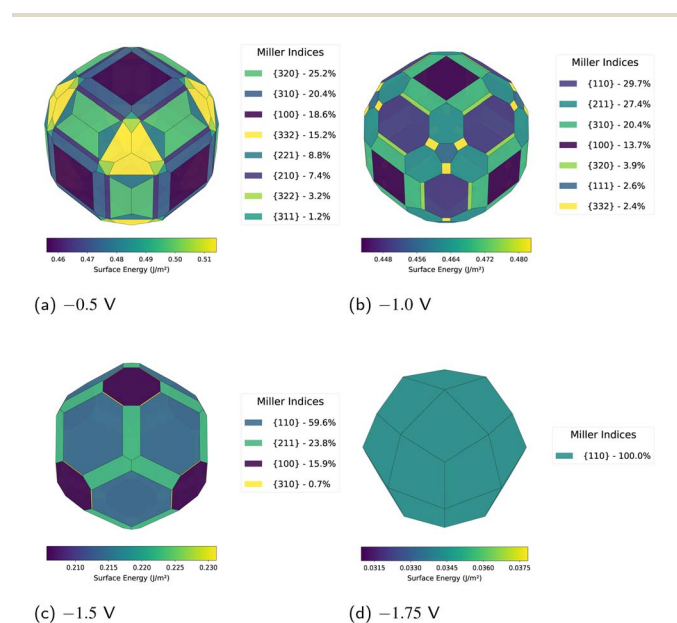 Miller Indices
{320} - 25.2%
{310} - 20.4%
{100} - 18.6%
{332} - 15.2%
{221} - 8.8%
{210} - 7.4%
{322} - 3.2%
{311} - 1.2%
0.46 0.47 0.48 0.49 0.50 0.51
Surface Energy (J/m²)
(a) −0.5 V
Miller Indices
{110} - 29.7%
{211} - 27.4%
{310} - 20.4%
{100} - 13.7%
{320} - 3.9%
{111} - 2.6%
{332} - 2.4%
0.448 0.456 0.464 0.472 0.480
Surface Energy (J/m²)
(b) −1.0 V
Miller Indices
{110} - 59.6%
{211} - 23.8%
{100} - 15.9%
{310} - 0.7%
0.210 0.215 0.220 0.225 0.230
Surface Energy (J/m²)
(c) −1.5 V
Miller Indices
{110} - 100.0%
0.0315 0.0330 0.0345 0.0360 0.0375
Surface Energy (J/m²)
(d) −1.75 V